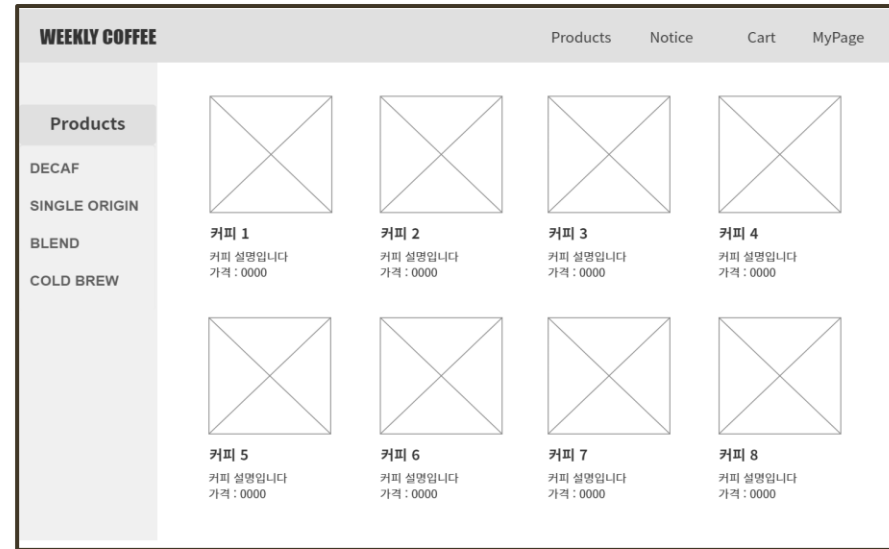 WEEKLY COFFEE
Products
Notice
Cart
MyPage
Products
DECAF
SINGLE ORIGIN
BLEND
COLD BREW
커피 1
커피 설명입니다
가격 : 0000
커피 2
커피 설명입니다
가격 : 0000
커피 3
커피 설명입니다
가격 : 0000
커피 4
커피 설명입니다
가격 : 0000
커피 5
커피 설명입니다
가격 : 0000
커피 6
커피 설명입니다
가격 : 0000
커피 7
커피 설명입니다
가격 : 0000
커피 8
커피 설명입니다
가격 : 0000